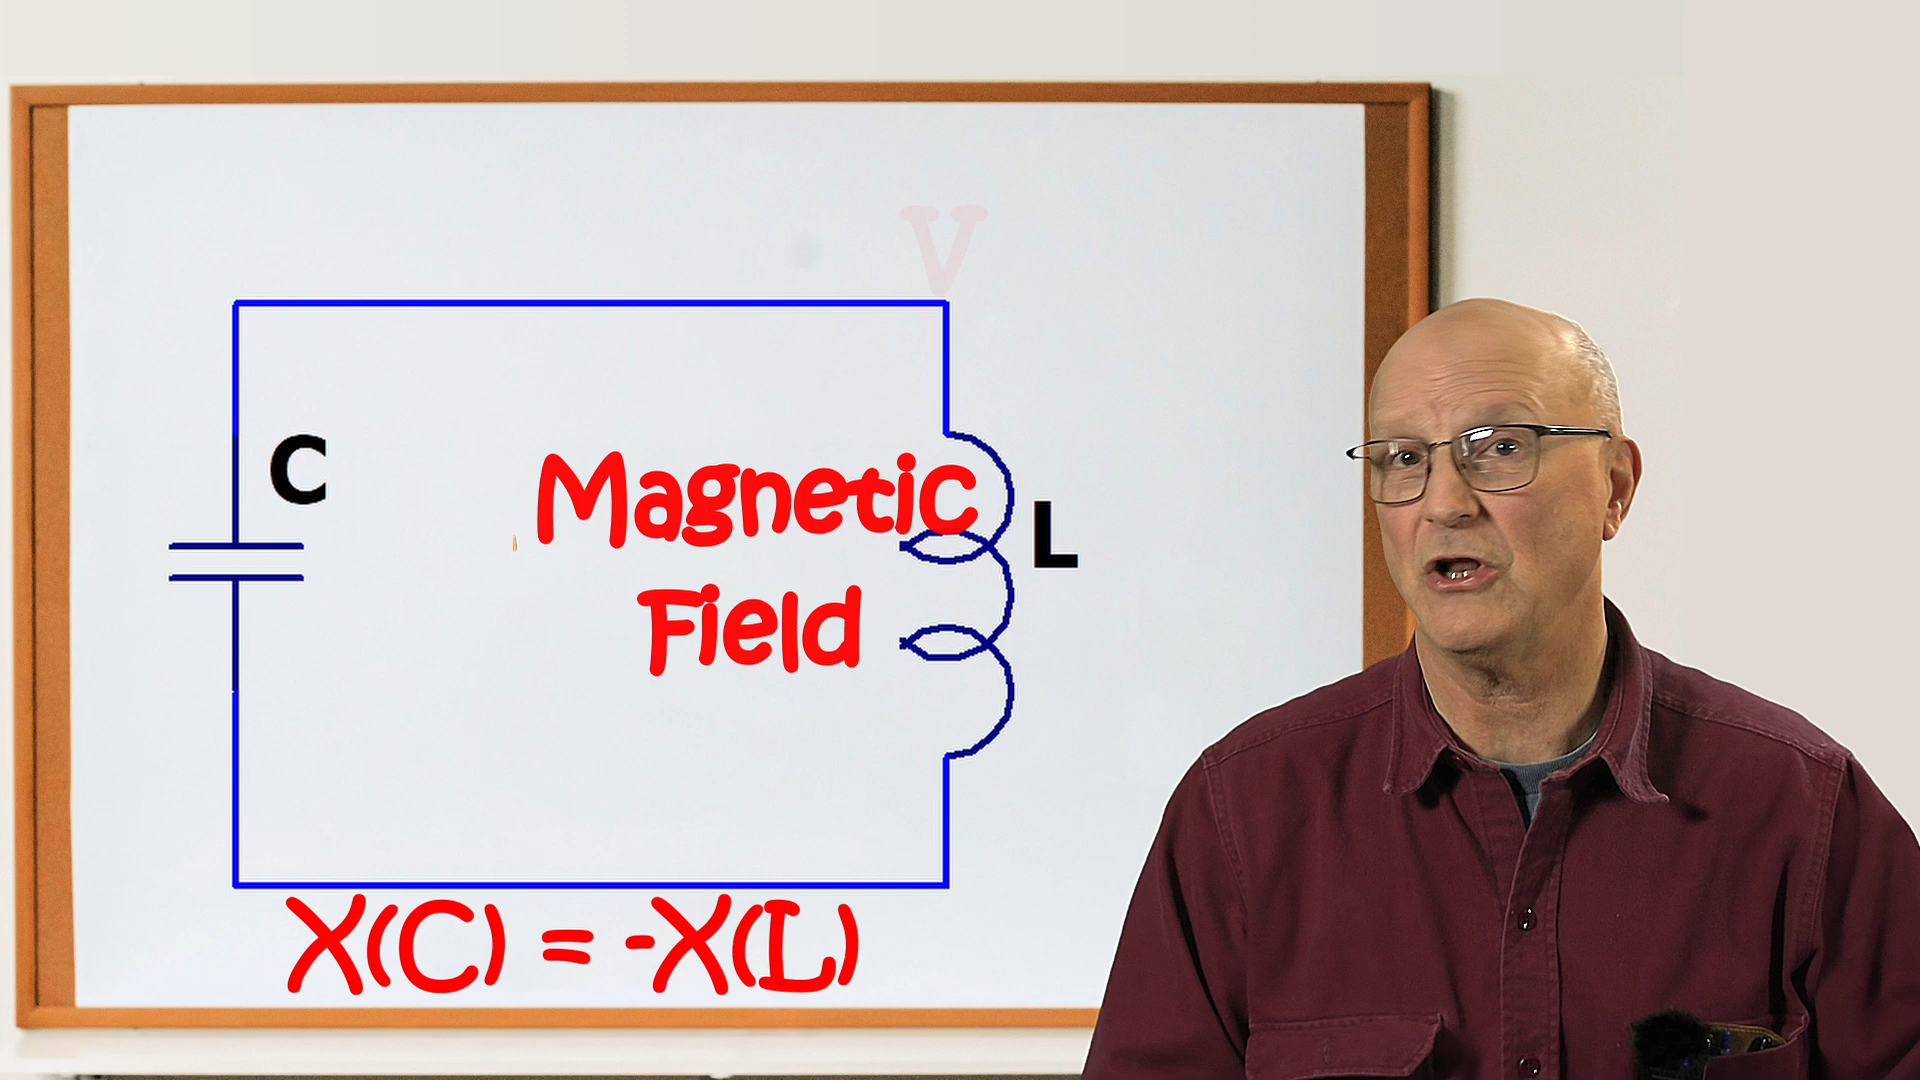 V
C
Magnetic
L
Field
X(C) = -X(L)